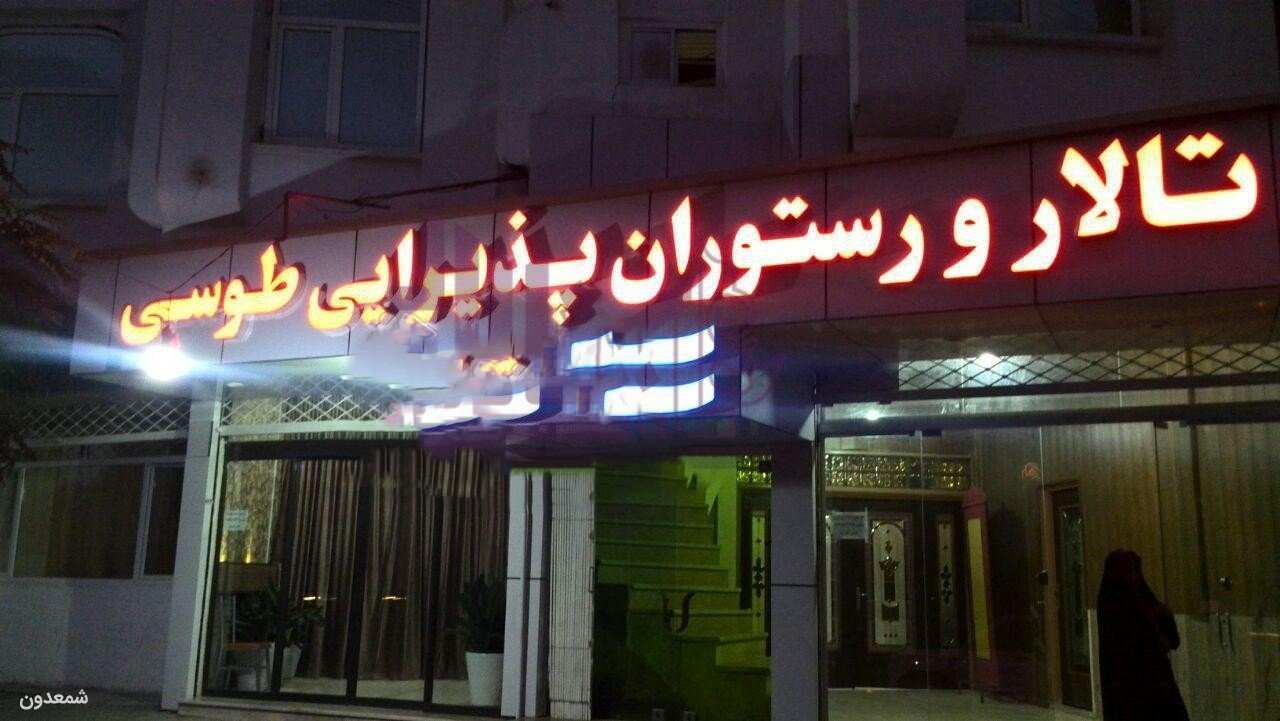 تالار و رستوران پذیرایی طوسی
شمعدون